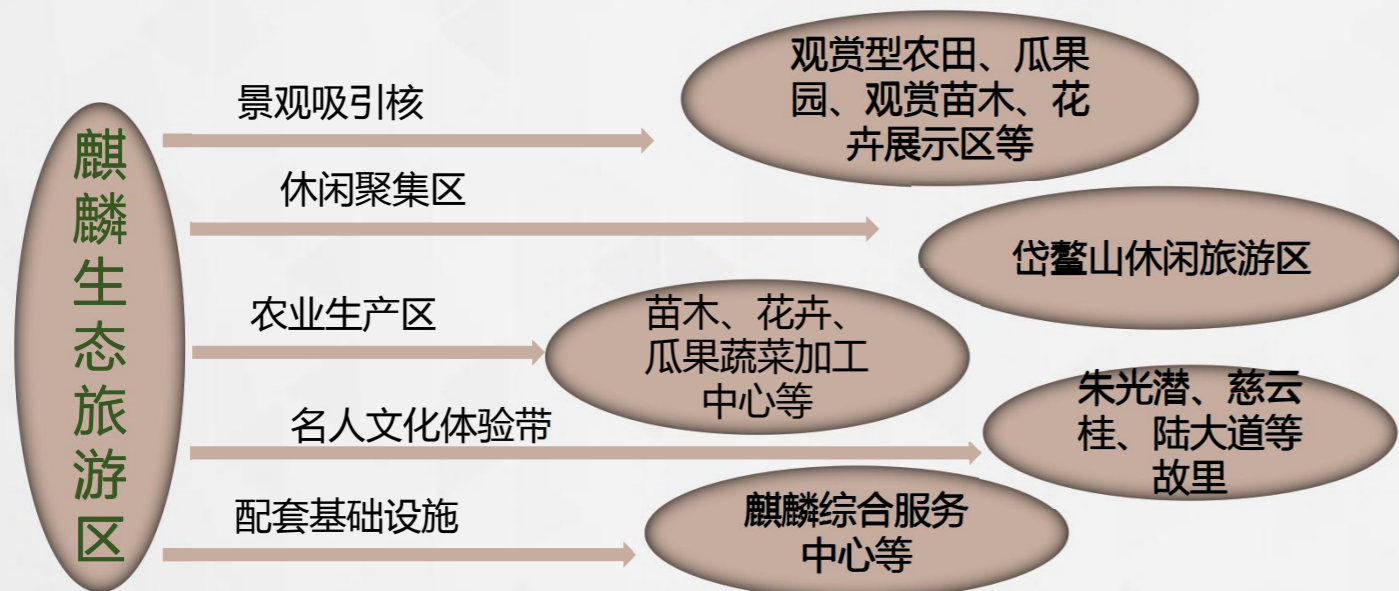 麒麟生态旅游区
景观吸引核
观赏型农田、瓜果
园、观赏苗木、花
卉展示区等
休闲聚集区
岱鳌山休闲旅游区
农业生产区
苗木、花卉、
瓜果蔬菜加工
中心等
名人文化体验带
朱光潜、慈云
桂、陆大道等
故里
配套基础设施
麒麟综合服务
中心等